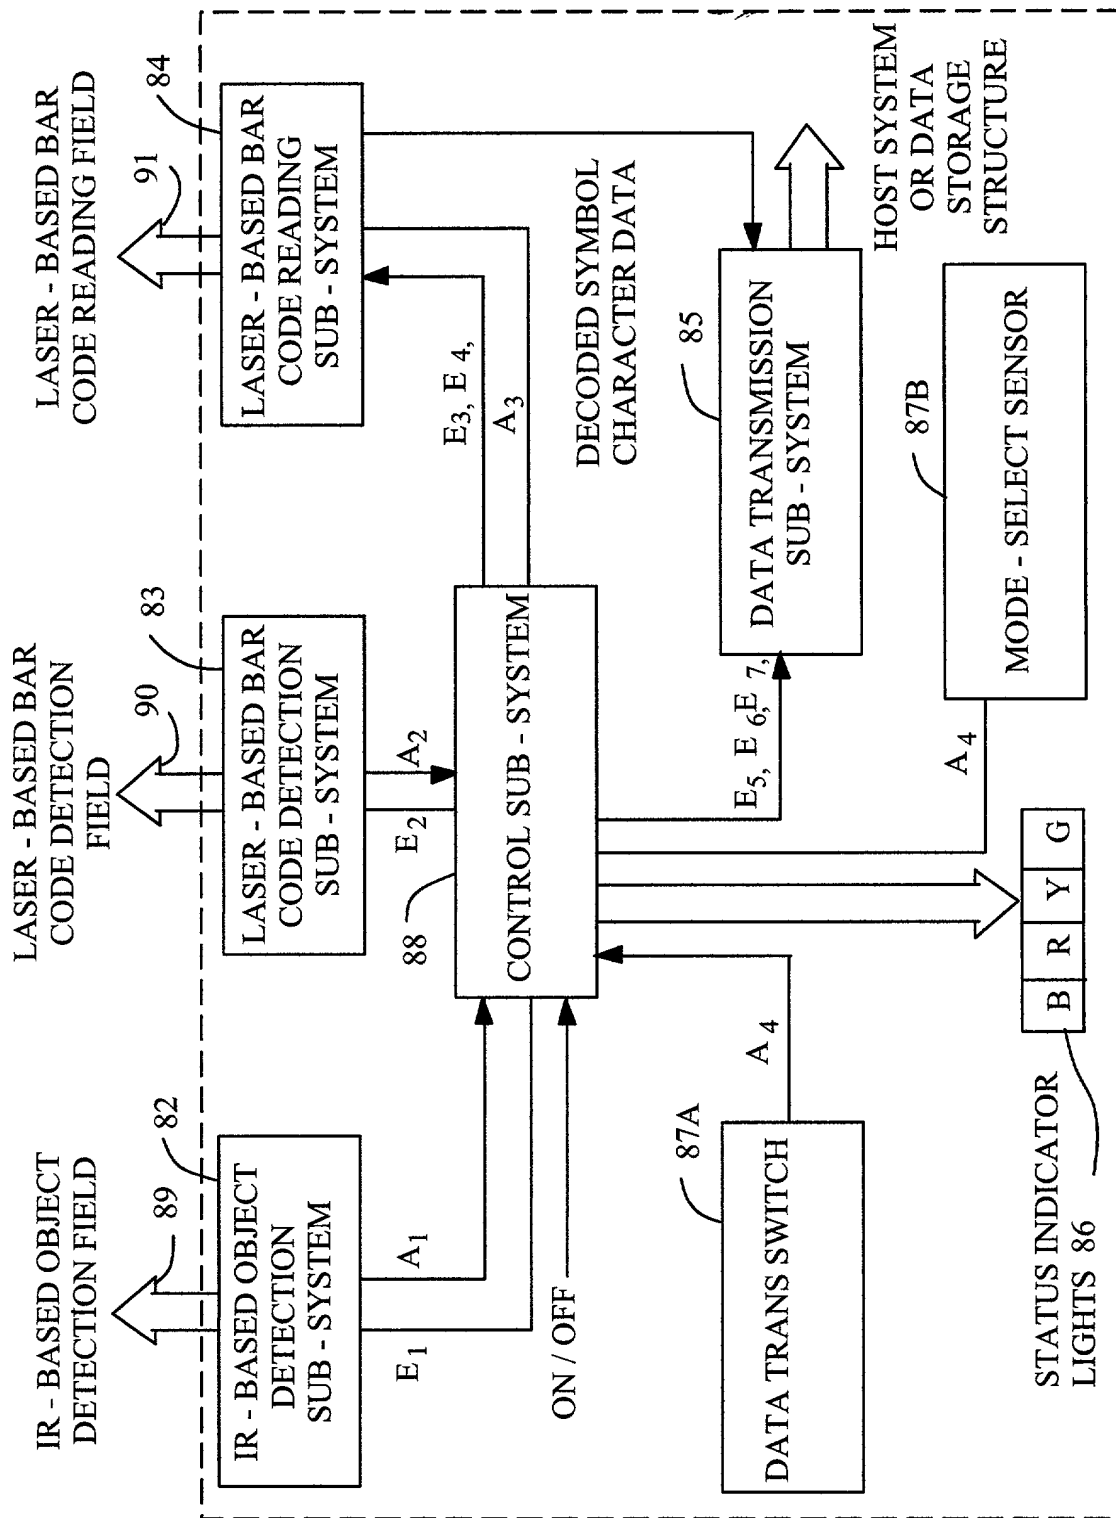 IR - BASED OBJECT
DETECTION FIELD
89
82
IR - BASED OBJECT
DETECTION
SUB - SYSTEM
E1
A1
ON / OFF
LASER - BASED BAR
CODE DETECTION
FIELD
90
83
LASER - BASED BAR
CODE DETECTION
SUB - SYSTEM
E2
A2
88
CONTROL SUB - SYSTEM
LASER - BASED BAR
CODE READING FIELD
91
84
LASER - BASED BAR
CODE READING
SUB - SYSTEM
E3, E4,
A3
DECODED SYMBOL
CHARACTER DATA
87A
DATA TRANS SWITCH
A4
E5, E6,E7,
85
DATA TRANSMISSION
SUB - SYSTEM
HOST SYSTEM
OR DATA
STORAGE
STRUCTURE
A4
87B
MODE - SELECT SENSOR
B R Y G
STATUS INDICATOR
LIGHTS 86